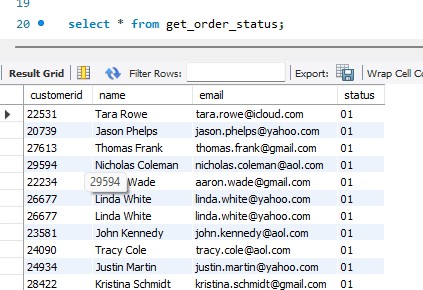 19
20 select * from get_order_status;
Result Grid Filter Rows: Export: Wrap Cell Co
customerid name email status
22531 Tara Rowe tara.rowe@icloud.com 01
20739 Jason Phelps jason.phelps@yahoo.com 01
27613 Thomas Frank thomas.frank@gmail.com 01
29594 Nicholas Coleman nicholas.coleman@aol.com 01
22234 29594 Wade aaron.wade@gmail.com 01
26677 Linda White linda.white@yahoo.com 01
26677 Linda White linda.white@yahoo.com 01
23581 John Kennedy john.kennedy@aol.com 01
24090 Tracy Cole tracy.cole@aol.com 01
24934 Justin Martin justin.martin@yahoo.com 01
28422 Kristina Schmidt kristina.schmidt@gmail.com 01